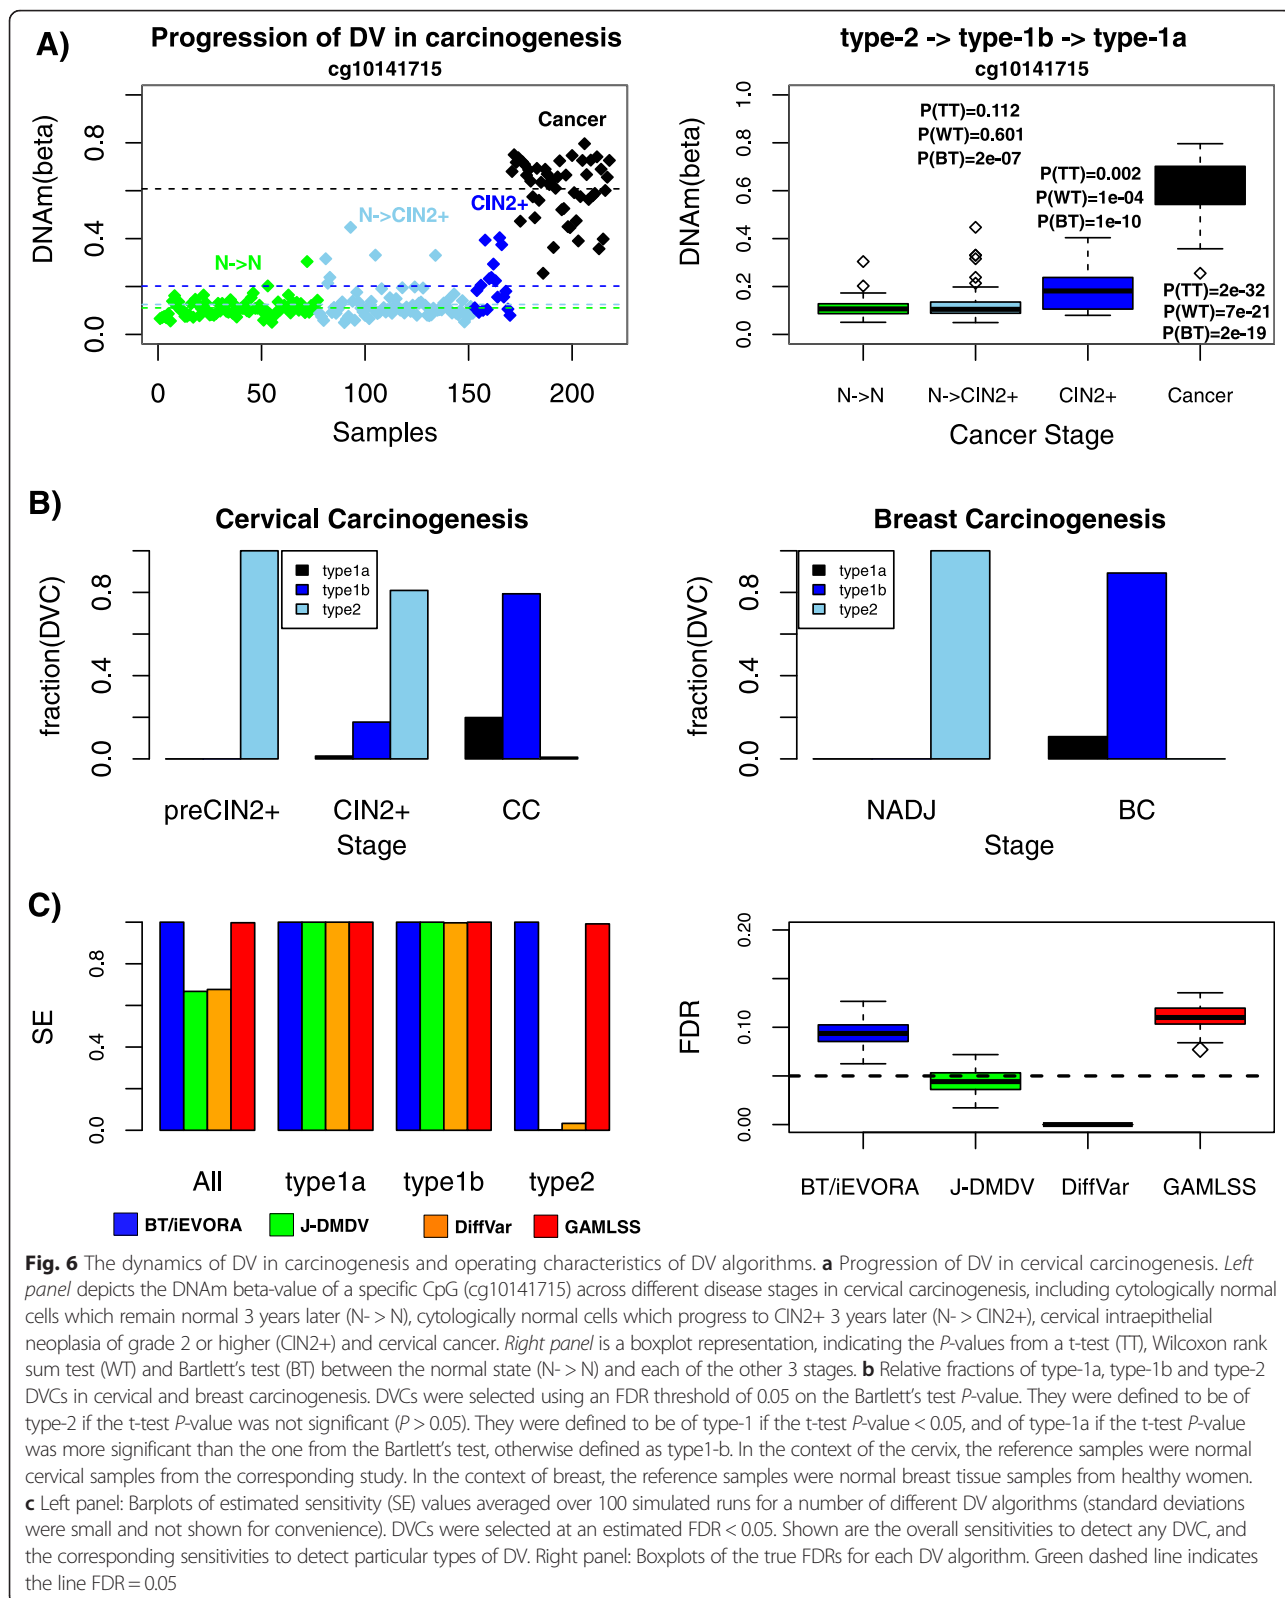 A)
Progression of DV in carcinogenesis
cg10141715
DNAm(beta)
0.0 0.4 0.8
N->N
N->CIN2+
CIN2+
Cancer
0 50 100 150 200
Samples
type-2 -> type-1b -> type-1a
cg10141715
DNAm(beta)
0.0 0.2 0.4 0.6 0.8 1.0
P(TT)=0.112
P(WT)=0.601
P(BT)=2e-07
P(TT)=0.002
P(WT)=1e-04
P(BT)=1e-10
P(TT)=2e-32
P(WT)=7e-21
P(BT)=2e-19
N->N N->CIN2+ CIN2+ Cancer
Cancer Stage
B)
Cervical Carcinogenesis
fraction(DVC)
0.0 0.4 0.8
type1a
type1b
type2
preCIN2+ CIN2+ CC
Stage
Breast Carcinogenesis
fraction(DVC)
0.0 0.4 0.8
type1a
type1b
type2
NADJ BC
Stage
C)
SE
0.0 0.4 0.8
All type1a type1b type2
BT/iEVORA J-DMDV DiffVar GAMLSS
FDR
0.00 0.10 0.20
BT/iEVORA J-DMDV DiffVar GAMLSS
Fig. 6 The dynamics of DV in carcinogenesis and operating characteristics of DV algorithms. a Progression of DV in cervical carcinogenesis. Left
panel depicts the DNAm beta-value of a specific CpG (cg10141715) across different disease stages in cervical carcinogenesis, including cytologically normal
cells which remain normal 3 years later (N- > N), cytologically normal cells which progress to CIN2+ 3 years later (N- > CIN2+), cervical intraepithelial
neoplasia of grade 2 or higher (CIN2+) and cervical cancer. Right panel is a boxplot representation, indicating the P-values from a t-test (TT), Wilcoxon rank
sum test (WT) and Bartlett's test (BT) between the normal state (N- > N) and each of the other 3 stages. b Relative fractions of type-1a, type-1b and type-2
DVCs in cervical and breast carcinogenesis. DVCs were selected using an FDR threshold of 0.05 on the Bartlett's test P-value. They were defined to be of
type-2 if the t-test P-value was not significant (P > 0.05). They were defined to be of type-1 if the t-test P-value < 0.05, and of type-1a if the t-test P-value
was more significant than the one from the Bartlett's test, otherwise defined as type1-b. In the context of the cervix, the reference samples were normal
cervical samples from the corresponding study. In the context of breast, the reference samples were normal breast tissue samples from healthy women.
c Left panel: Barplots of estimated sensitivity (SE) values averaged over 100 simulated runs for a number of different DV algorithms (standard deviations
were small and not shown for convenience). DVCs were selected at an estimated FDR < 0.05. Shown are the overall sensitivities to detect any DVC, and
the corresponding sensitivities to detect particular types of DV. Right panel: Boxplots of the true FDRs for each DV algorithm. Green dashed line indicates
the line FDR = 0.05